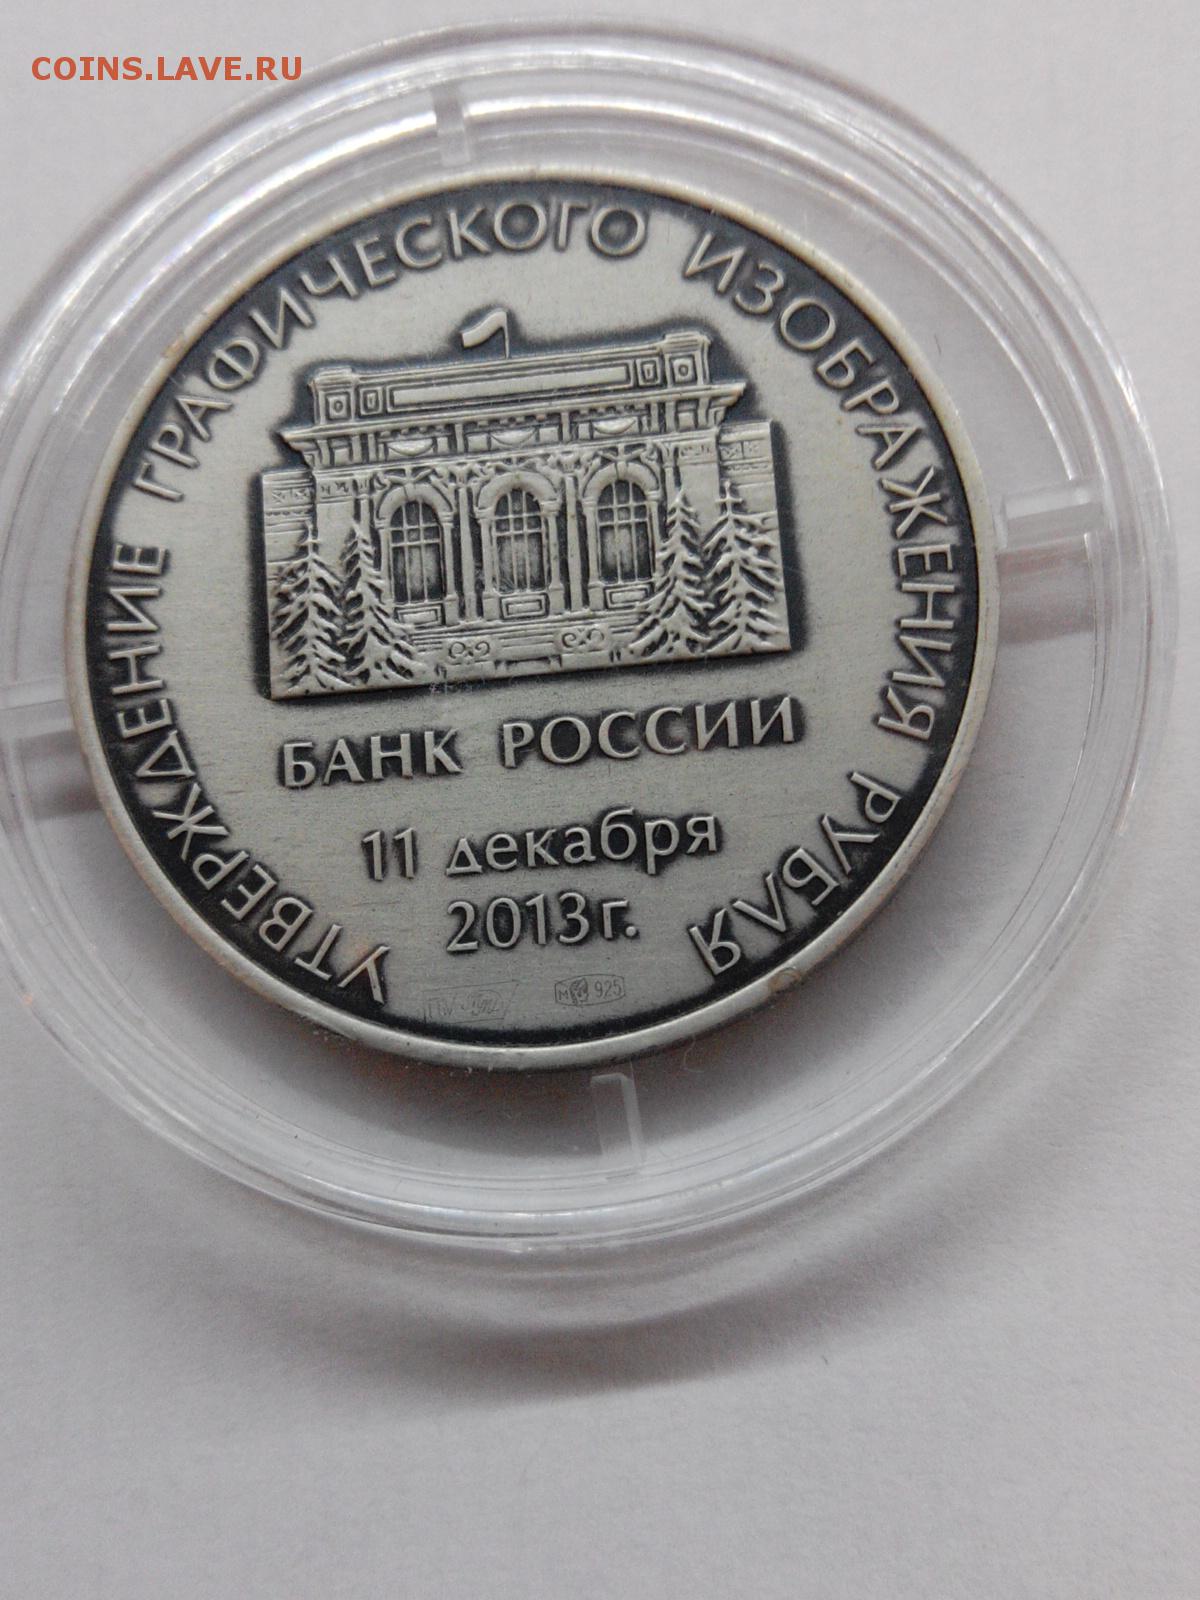 COINS.LAVE.RU
УТВЕРЖДЕНИЕ ГРАФИЧЕСКОГО ИЗОБРАЖЕНИЯ РУБЛЯ
БАНК РОССИИ
11 декабря
2013г.
М 925